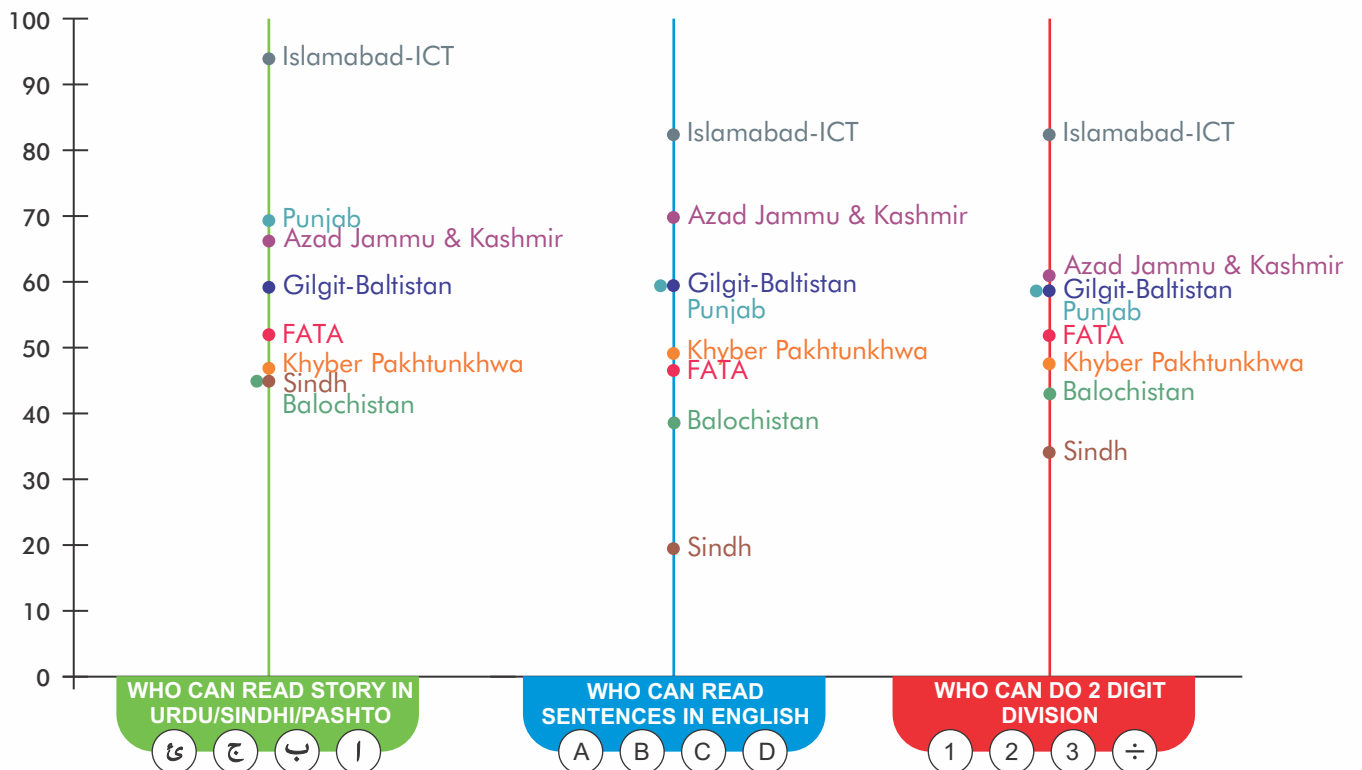 100
90
80
70
60
50
40
30
20
10
0
Islamabad-ICT
Punjab
Azad Jammu & Kashmir
Gilgit-Baltistan
FATA
Khyber Pakhtunkhwa
Sindh
Balochistan
WHO CAN READ STORY IN
URDU/SINDHI/PASHTO
ئ ج ب ا
Islamabad-ICT
Azad Jammu & Kashmir
Gilgit-Baltistan
Punjab
Khyber Pakhtunkhwa
FATA
Balochistan
Sindh
WHO CAN READ
SENTENCES IN ENGLISH
A B C D
Islamabad-ICT
Azad Jammu & Kashmir
Gilgit-Baltistan
Punjab
FATA
Khyber Pakhtunkhwa
Balochistan
Sindh
WHO CAN DO 2 DIGIT
DIVISION
1 2 3 ÷